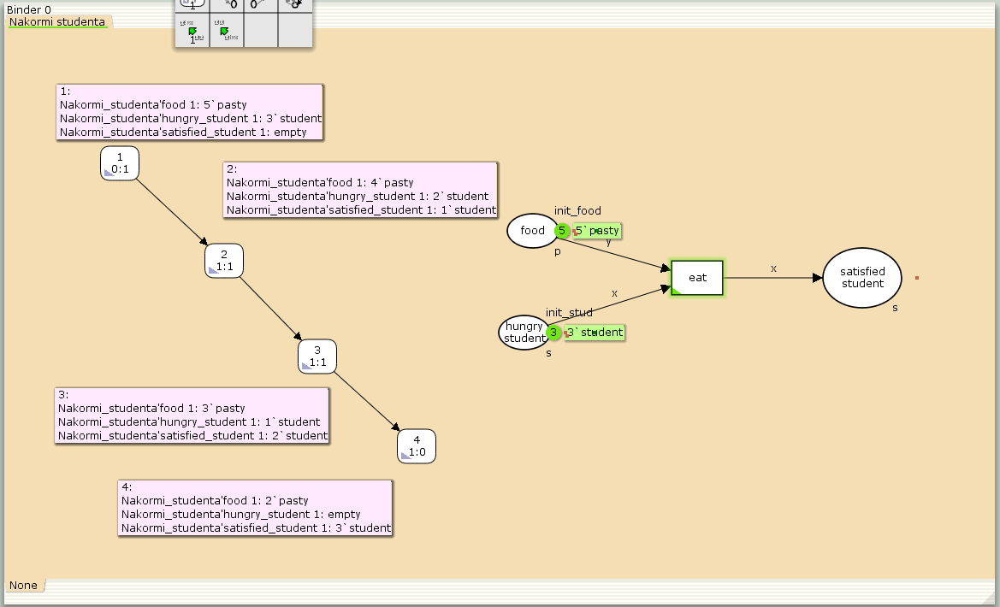 Binder 0
Nakormi studenta
1
1
1:
Nakormi_studenta'food 1: 5`pasty
Nakormi_studenta'hungry_student 1: 3`student
Nakormi_studenta'satisfied_student 1: empty
1
0:1
2:
Nakormi_studenta'food 1: 4`pasty
Nakormi_studenta'hungry_student 1: 2`student
Nakormi_studenta'satisfied_student 1: 1`student
2
1:1
3
1:1
3:
Nakormi_studenta'food 1: 3`pasty
Nakormi_studenta'hungry_student 1: 1`student
Nakormi_studenta'satisfied_student 1: 2`student
4
1:0
4:
Nakormi_studenta'food 1: 2`pasty
Nakormi_studenta'hungry_student 1: empty
Nakormi_studenta'satisfied_student 1: 3`student
init_food
food
5
5`pasty
p
y
eat
x
satisfied
student
s
x
init_stud
hungry
student
3
3`student
s
None